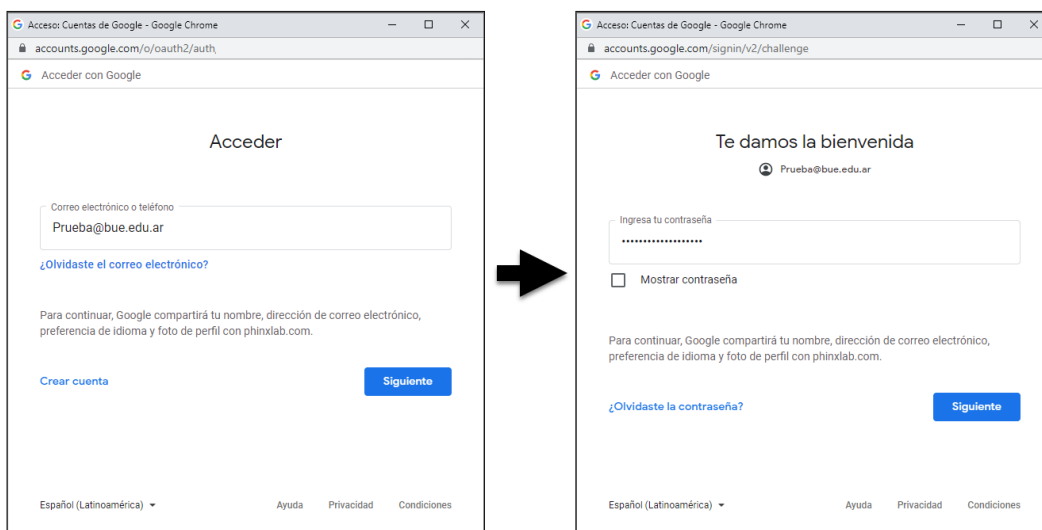 Acceso: Cuentas de Google - Google Chrome
accounts.google.com/o/oauth2/auth
Acceder con Google
Acceder
Correo electrónico o teléfono
Prueba@bue.edu.ar
¿Olvidaste el correo electrónico?
Para continuar, Google compartirá tu nombre, dirección de correo electrónico,
preferencia de idioma y foto de perfil con phinxlab.com.
Crear cuenta
Siguiente
Español (Latinoamérica)
Ayuda
Privacidad
Condiciones
Acceso: Cuentas de Google - Google Chrome
accounts.google.com/signin/v2/challenge
Acceder con Google
Te damos la bienvenida
Prueba@bue.edu.ar
Ingresa tu contraseña
•••••••••••••••••••
Mostrar contraseña
Para continuar, Google compartirá tu nombre, dirección de correo electrónico,
preferencia de idioma y foto de perfil con phinxlab.com.
¿Olvidaste la contraseña?
Siguiente
Español (Latinoamérica)
Ayuda
Privacidad
Condiciones